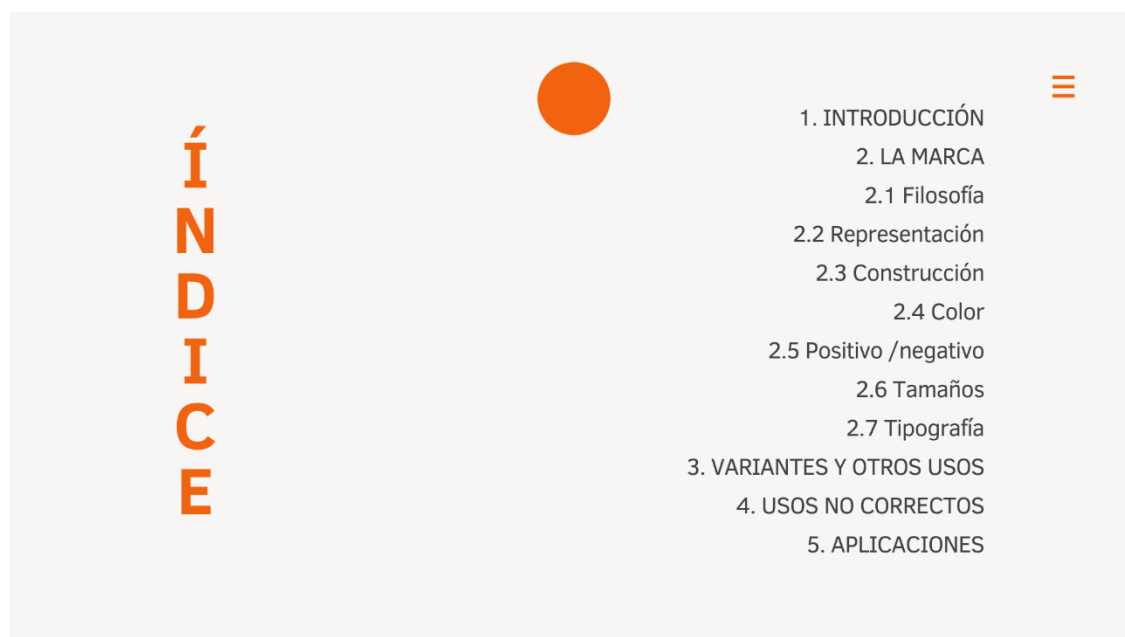 ÍNDICE
1. INTRODUCCIÓN
2. LA MARCA
2.1 Filosofía
2.2 Representación
2.3 Construcción
2.4 Color
2.5 Positivo /negativo
2.6 Tamaños
2.7 Tipografía
3. VARIANTES Y OTROS USOS
4. USOS NO CORRECTOS
5. APLICACIONES